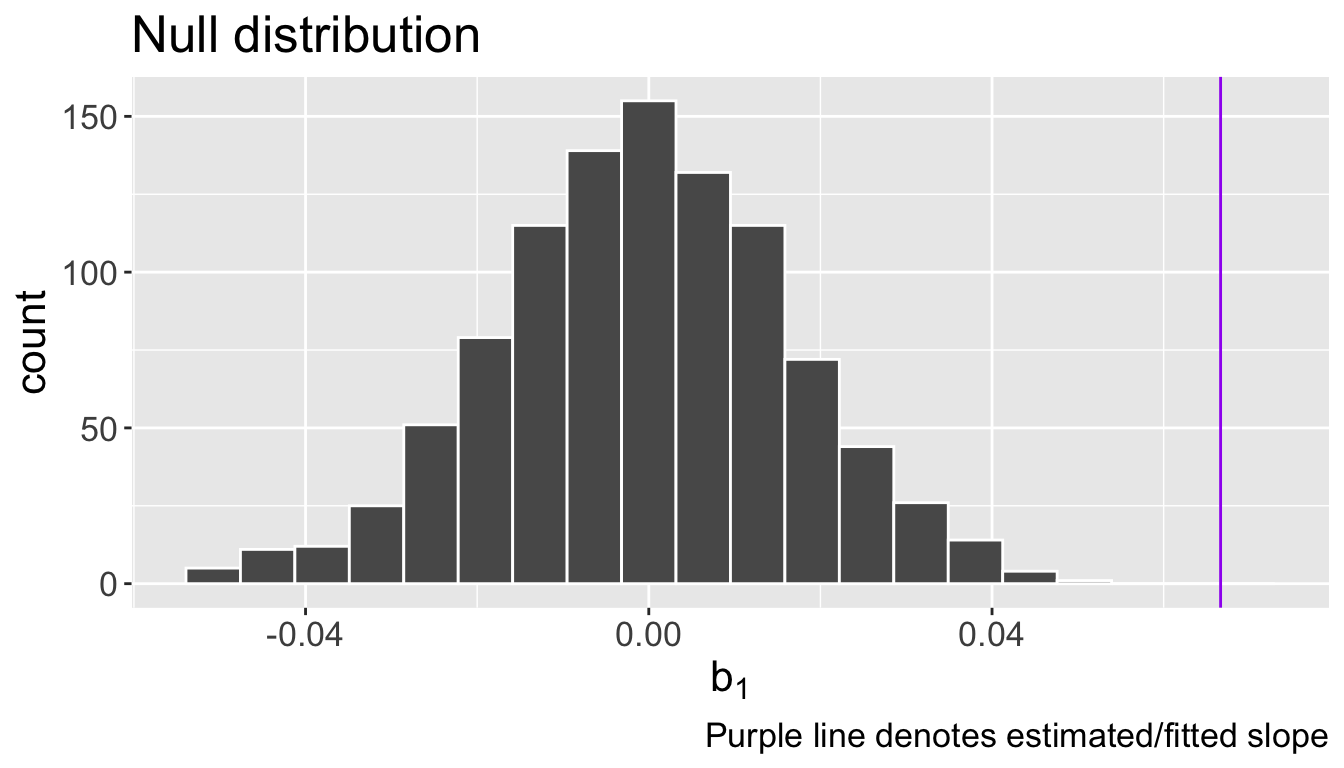 Null distribution
150
100
50
0
count
-0.04
0.00
0.04
b₁
Purple line denotes estimated/fitted slope